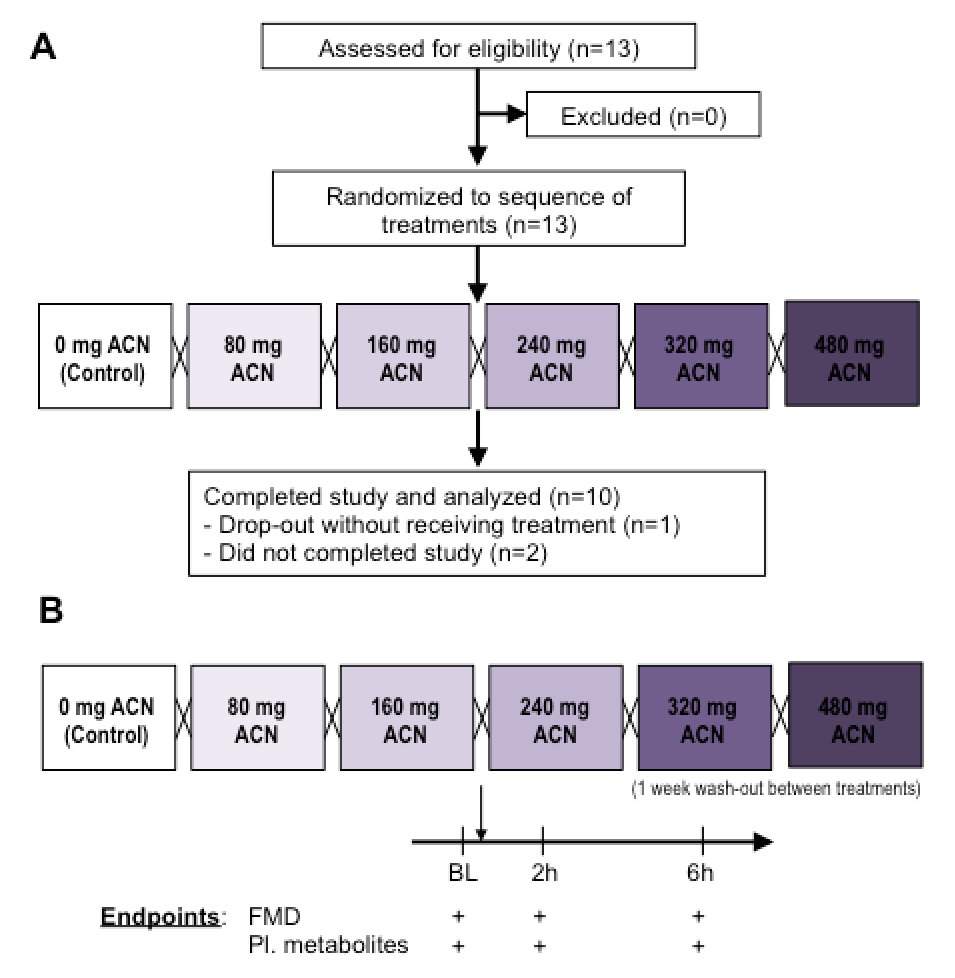 A
Assessed for eligibility (n=13)
Excluded (n=0)
Randomized to sequence of
treatments (n=13)
0 mg ACN
(Control)
80 mg
ACN
160 mg
ACN
240 mg
ACN
320 mg
ACN
480 mg
ACN
Completed study and analyzed (n=10)
- Drop-out without receiving treatment (n=1)
- Did not completed study (n=2)
B
0 mg ACN
(Control)
80 mg
ACN
160 mg
ACN
240 mg
ACN
320 mg
ACN
480 mg
ACN
(1 week wash-out between treatments)
BL 2h 6h
Endpoints: FMD + + +
Pl. metabolites + + +